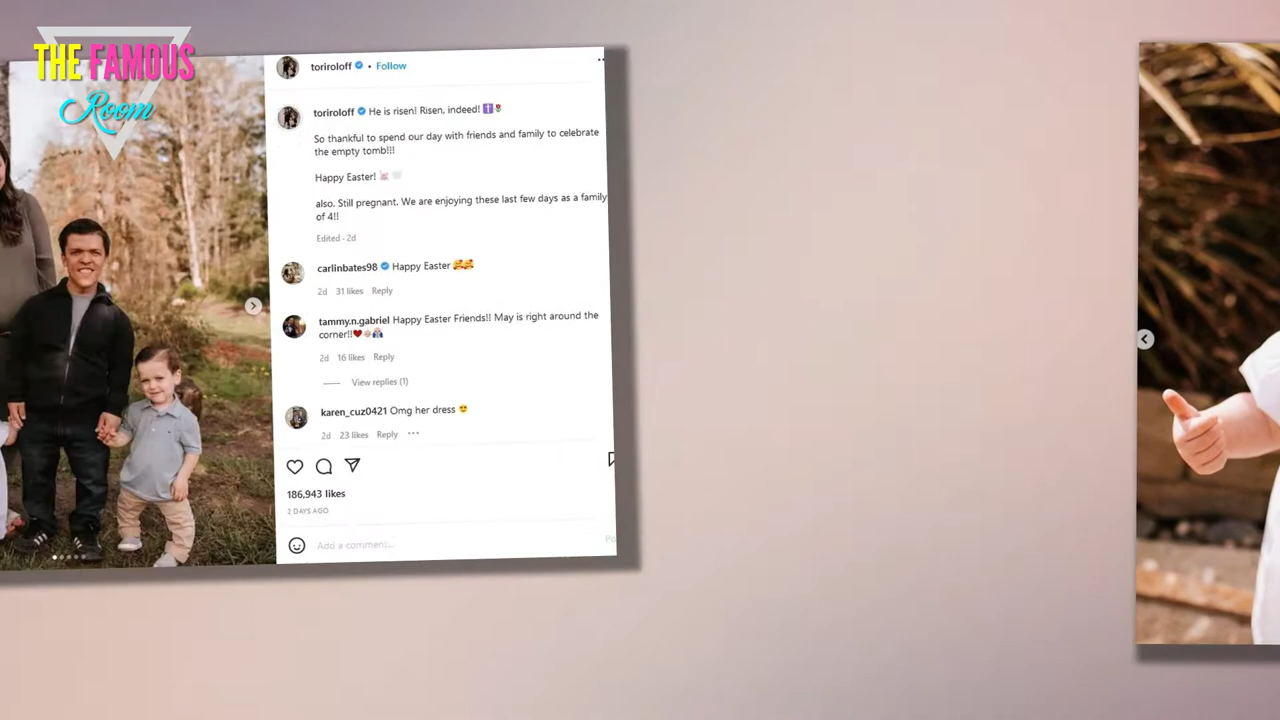 THE FAMOUS
Room
toriroloff • Follow
toriroloff He is risen! Risen, indeed! ✝️🌷
So thankful to spend our day with friends and family to celebrate
the empty tomb!!!
Happy Easter!
also. Still pregnant. We are enjoying these last few days as a family
of 4!!
Edited · 2d
carlinbates98 Happy Easter 🥰🥰
2d 31 likes Reply
tammy.n.gabriel Happy Easter Friends!! May is right around the
corner!!
2d 16 likes Reply
View replies (1)
karen_cuz0421 Omg her dress 😍
2d 23 likes Reply
186,943 likes
2 DAYS AGO
Add a comment...
Po